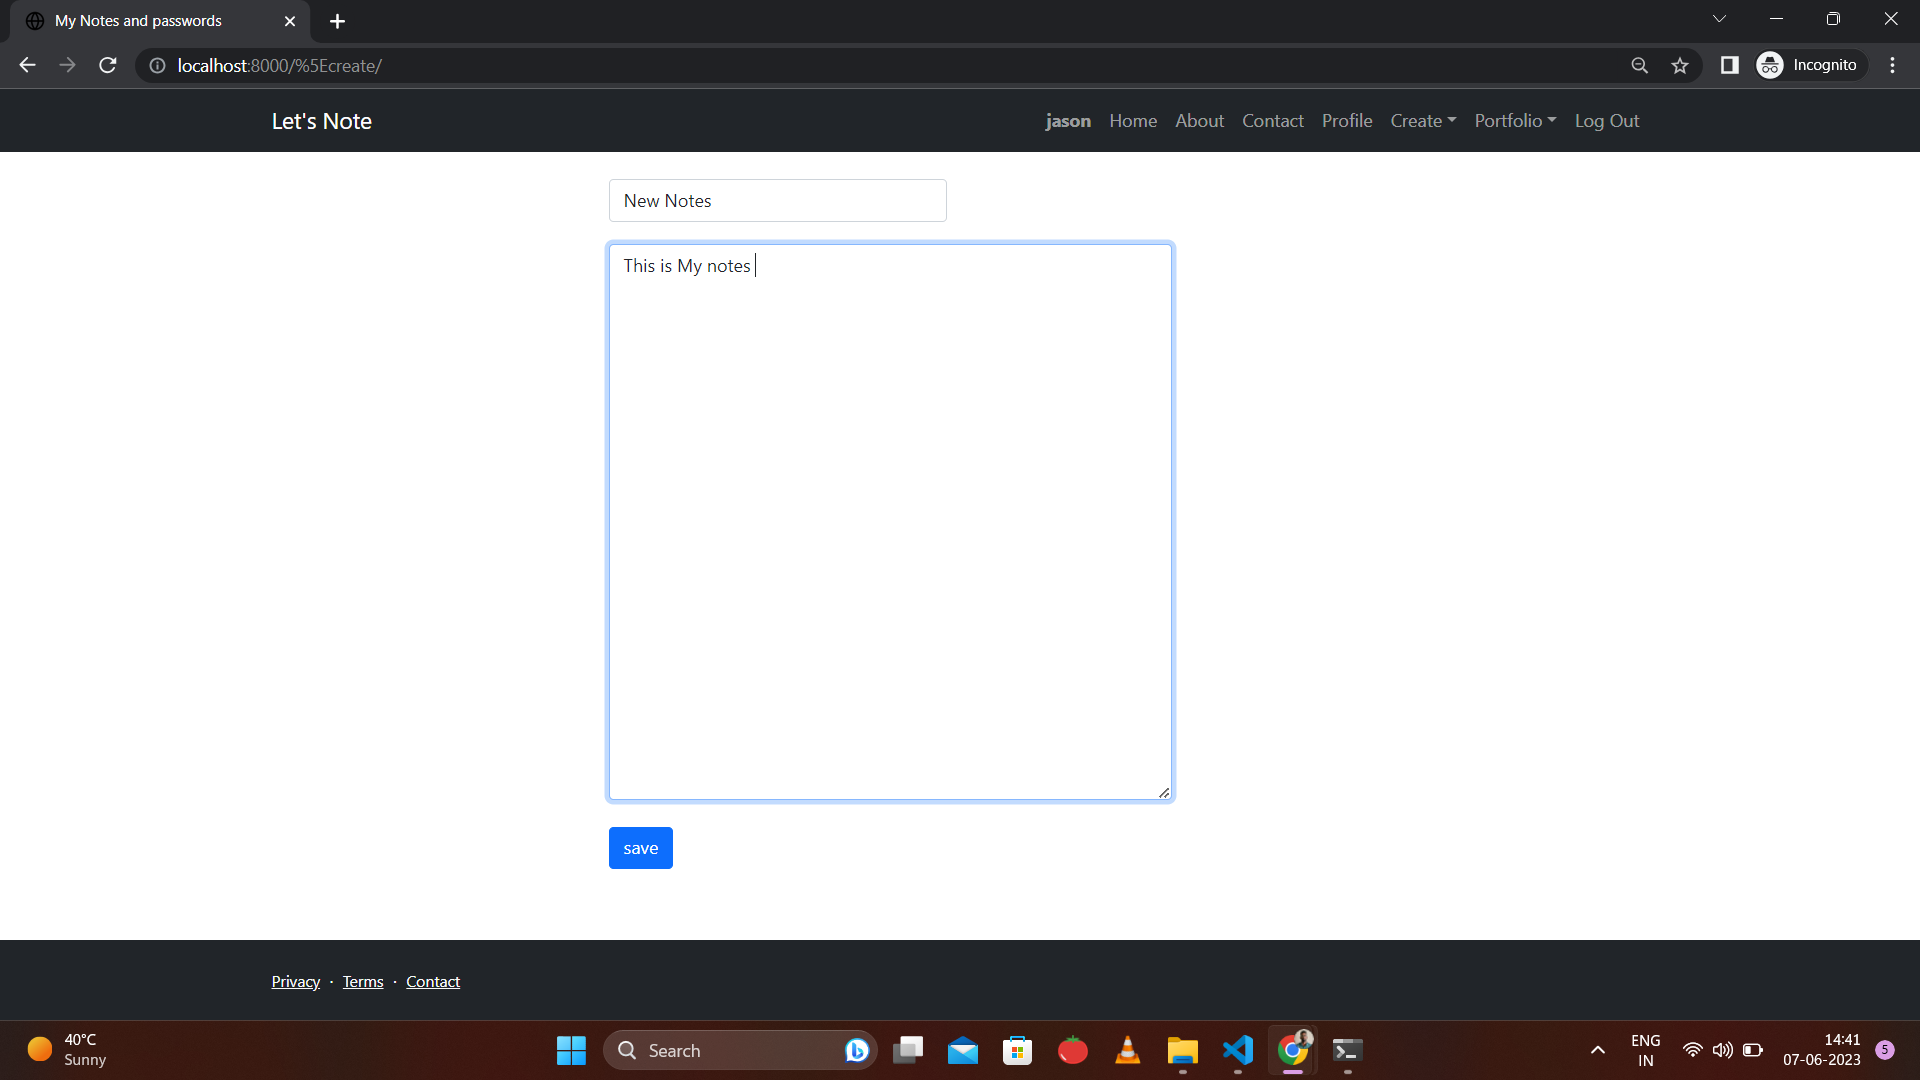 My Notes and passwords
localhost:8000/%5Ecreate/
Incognito
Let's Note
jason Home About Contact Profile Create Portfolio Log Out
New Notes
This is My notes
save
Privacy · Terms · Contact
40°C
Sunny
Search
ENG
IN
14:41
07-06-2023
5